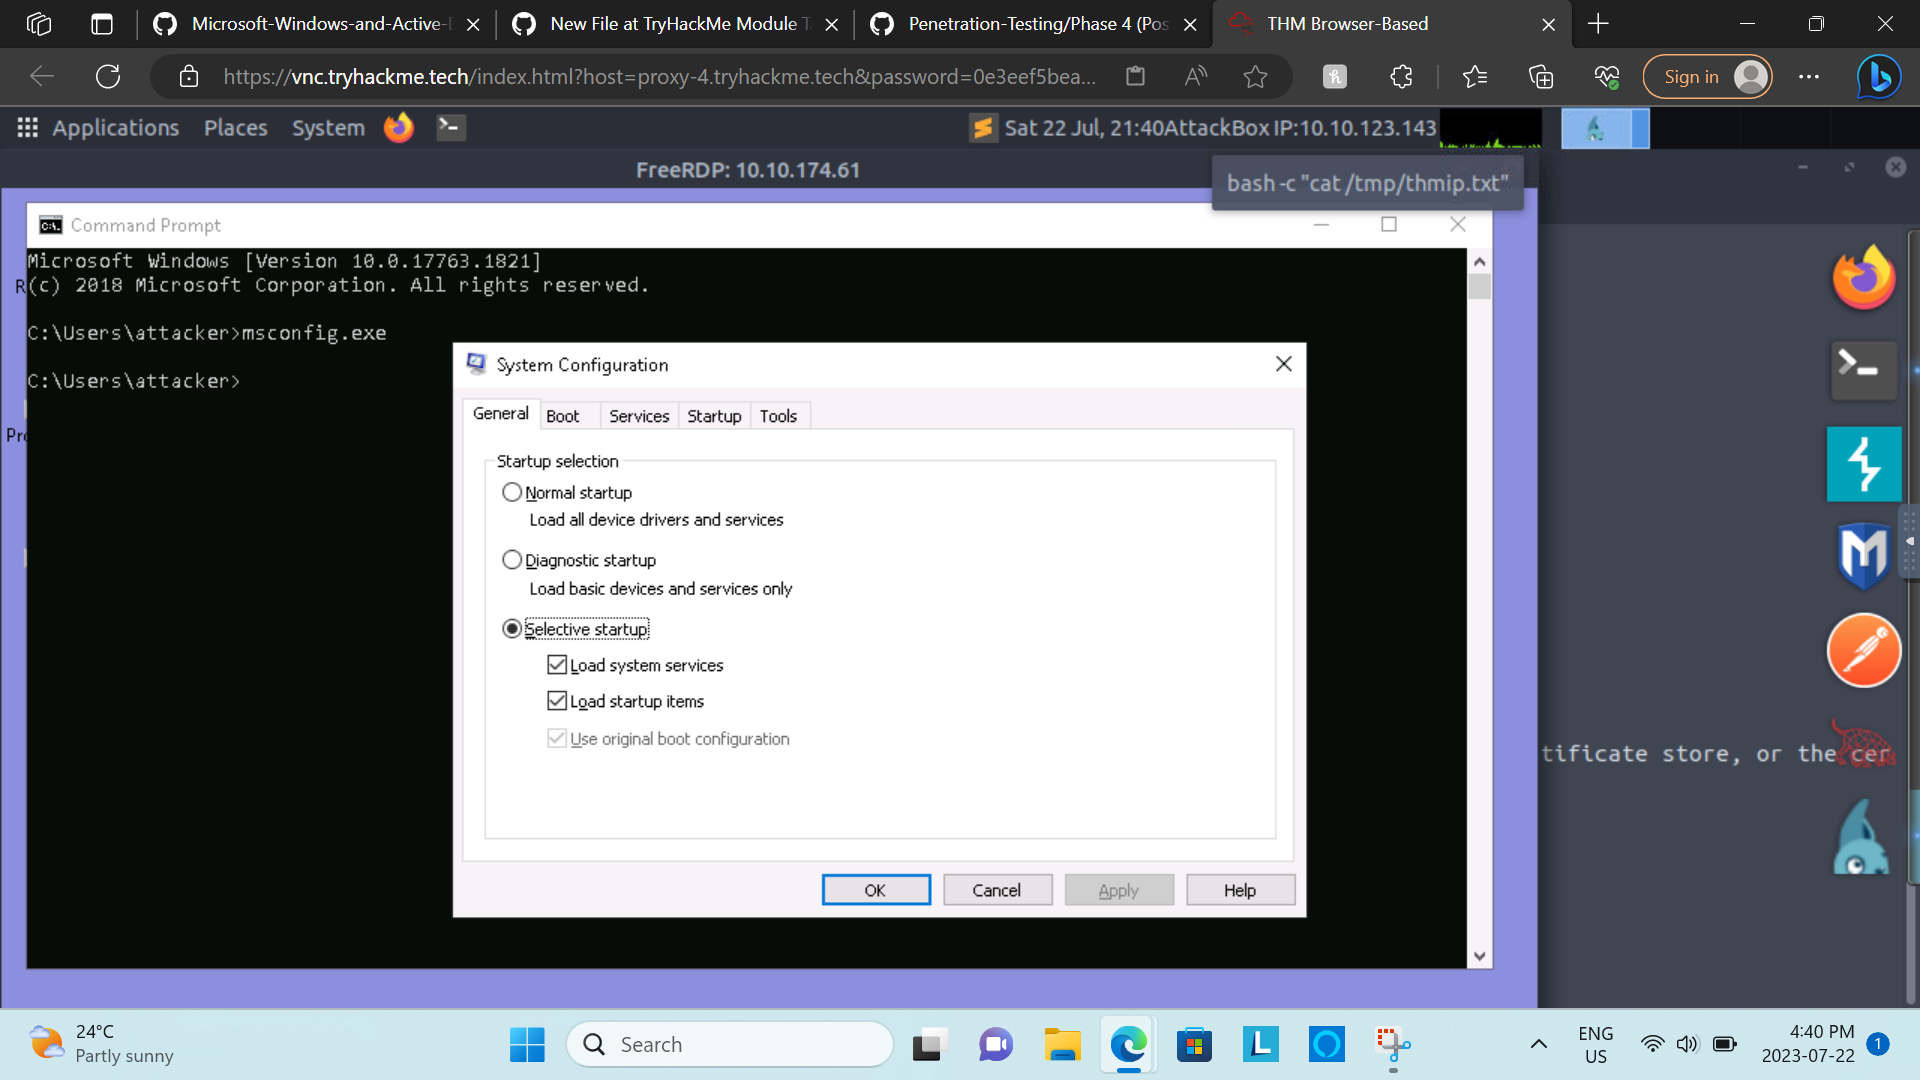 Microsoft-Windows-and-Active-D
New File at TryHackMe Module T
Penetration-Testing/Phase 4 (Pos
THM Browser-Based
https://vnc.tryhackme.tech/index.html?host=proxy-4.tryhackme.tech&password=0e3eef5bea...
Sign in
Applications Places System
Sat 22 Jul, 21:40 AttackBox IP:10.10.123.143
FreeRDP: 10.10.174.61
bash -c "cat /tmp/thmip.txt"
Command Prompt
Microsoft Windows [Version 10.0.17763.1821]
R
(c) 2018 Microsoft Corporation. All rights reserved.
C:\Users\attacker>msconfig.exe
C:\Users\attacker>
System Configuration
General Boot Services Startup Tools
Pro
Startup selection
Normal startup
Load all device drivers and services
Diagnostic startup
Load basic devices and services only
Selective startup
Load system services
Load startup items
Use original boot configuration
tificate store, or the cer
OK Cancel Apply Help
24°C
Partly sunny
Search
ENG
US
4:40 PM
2023-07-22
1